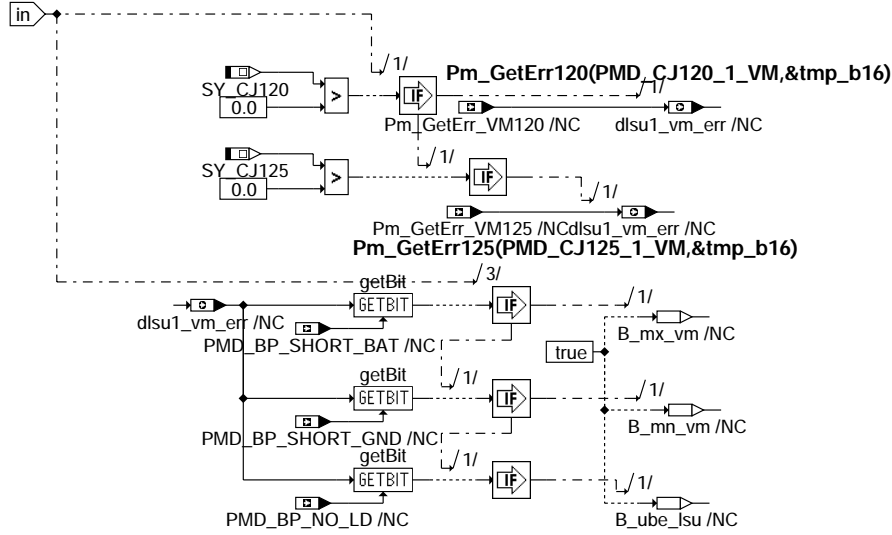 in
/1/
Pm_GetErr120(PMD_CJ120_1_VM,&tmp_b16)
SY_CJ120
0.0
>
IF
/1/
Pm_GetErr_VM120 /NC
dlsu1_vm_err /NC
/1/
SY_CJ125
0.0
>
IF
/1/
Pm_GetErr_VM125 /NC
dlsu1_vm_err /NC
Pm_GetErr125(PMD_CJ125_1_VM,&tmp_b16)
/3/
getBit
GETBIT
IF
/1/
dlsu1_vm_err /NC
B_mx_vm /NC
PMD_BP_SHORT_BAT /NC
true
getBit
/1/
GETBIT
IF
/1/
PMD_BP_SHORT_GND /NC
B_mn_vm /NC
getBit
/1/
GETBIT
IF
/1/
PMD_BP_NO_LD /NC
B_ube_lsu /NC